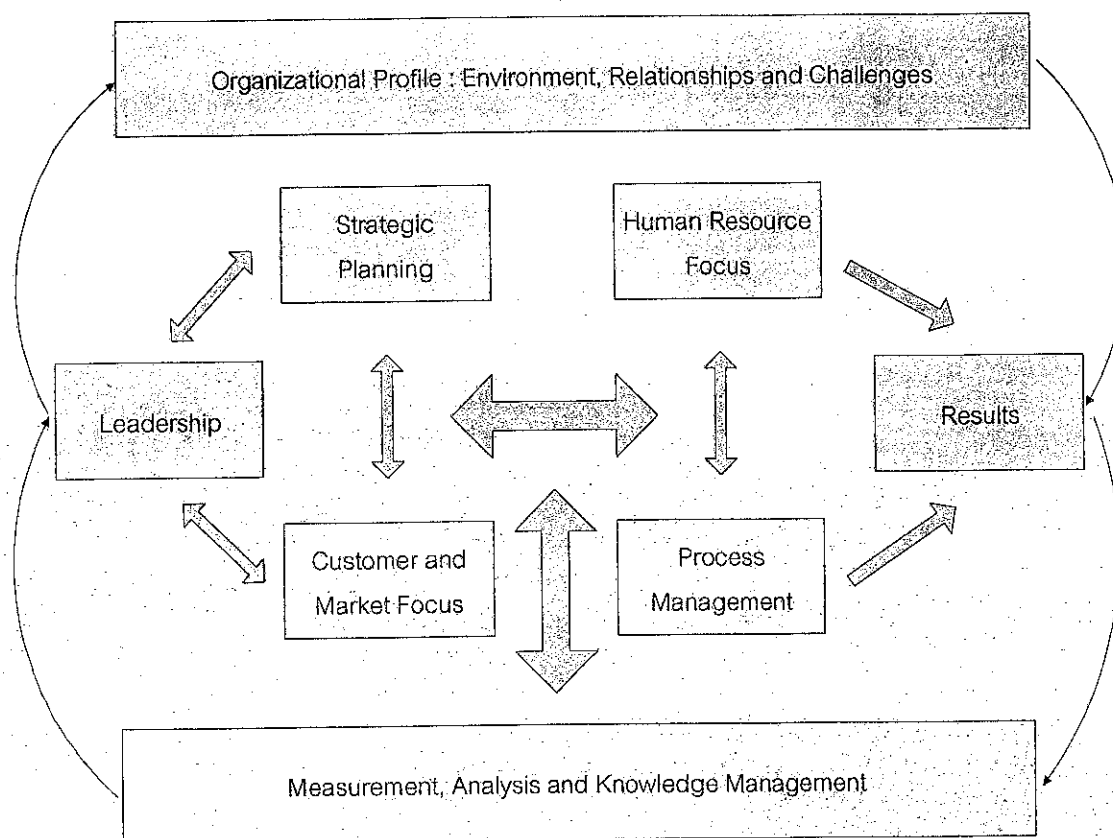 Organizational Profile : Environment, Relationships and Challenges
Strategic
Planning
Human Resource
Focus
Leadership
Results
Customer and
Market Focus
Process
Management
Measurement, Analysis and Knowledge Management